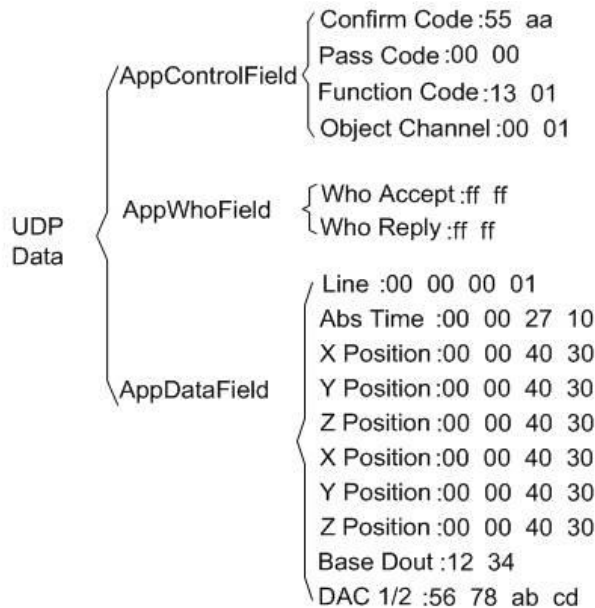 UDP
Data
AppControlField
Confirm Code :55 aa
Pass Code :00 00
Function Code :13 01
Object Channel :00 01
AppWhoField
Who Accept :ff ff
Who Reply :ff ff
AppDataField
Line :00 00 00 01
Abs Time :00 00 27 10
X Position :00 00 40 30
Y Position :00 00 40 30
Z Position :00 00 40 30
X Position :00 00 40 30
Y Position :00 00 40 30
Z Position :00 00 40 30
Base Dout :12 34
DAC 1/2 :56 78 ab cd